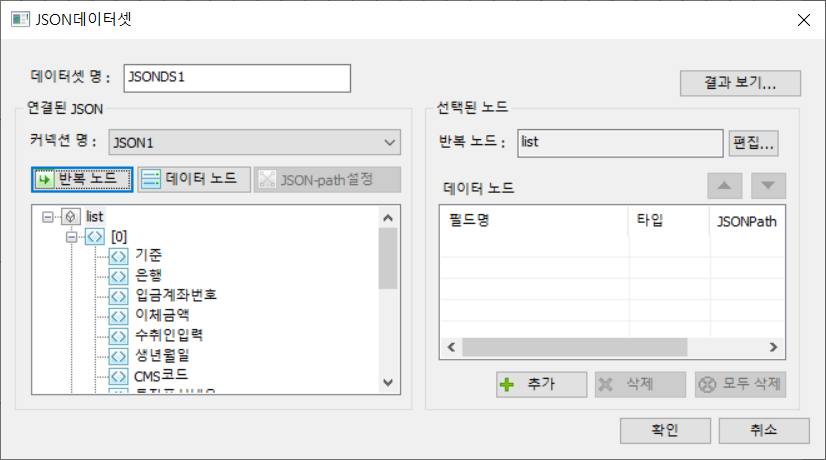 JSON데이터셋
데이터셋 명 :
JSONDS1
결과 보기...
연결된 JSON
커넥션 명 :
JSON1
반복 노드
데이터 노드
JSON-path설정
list
[0]
기준
은행
입금계좌번호
이체금액
수취인입력
생년월일
CMS코드
선택된 노드
반복 노드 :
list
편집...
데이터 노드
필드명 타입 JSONPath
추가
삭제
모두 삭제
확인
취소